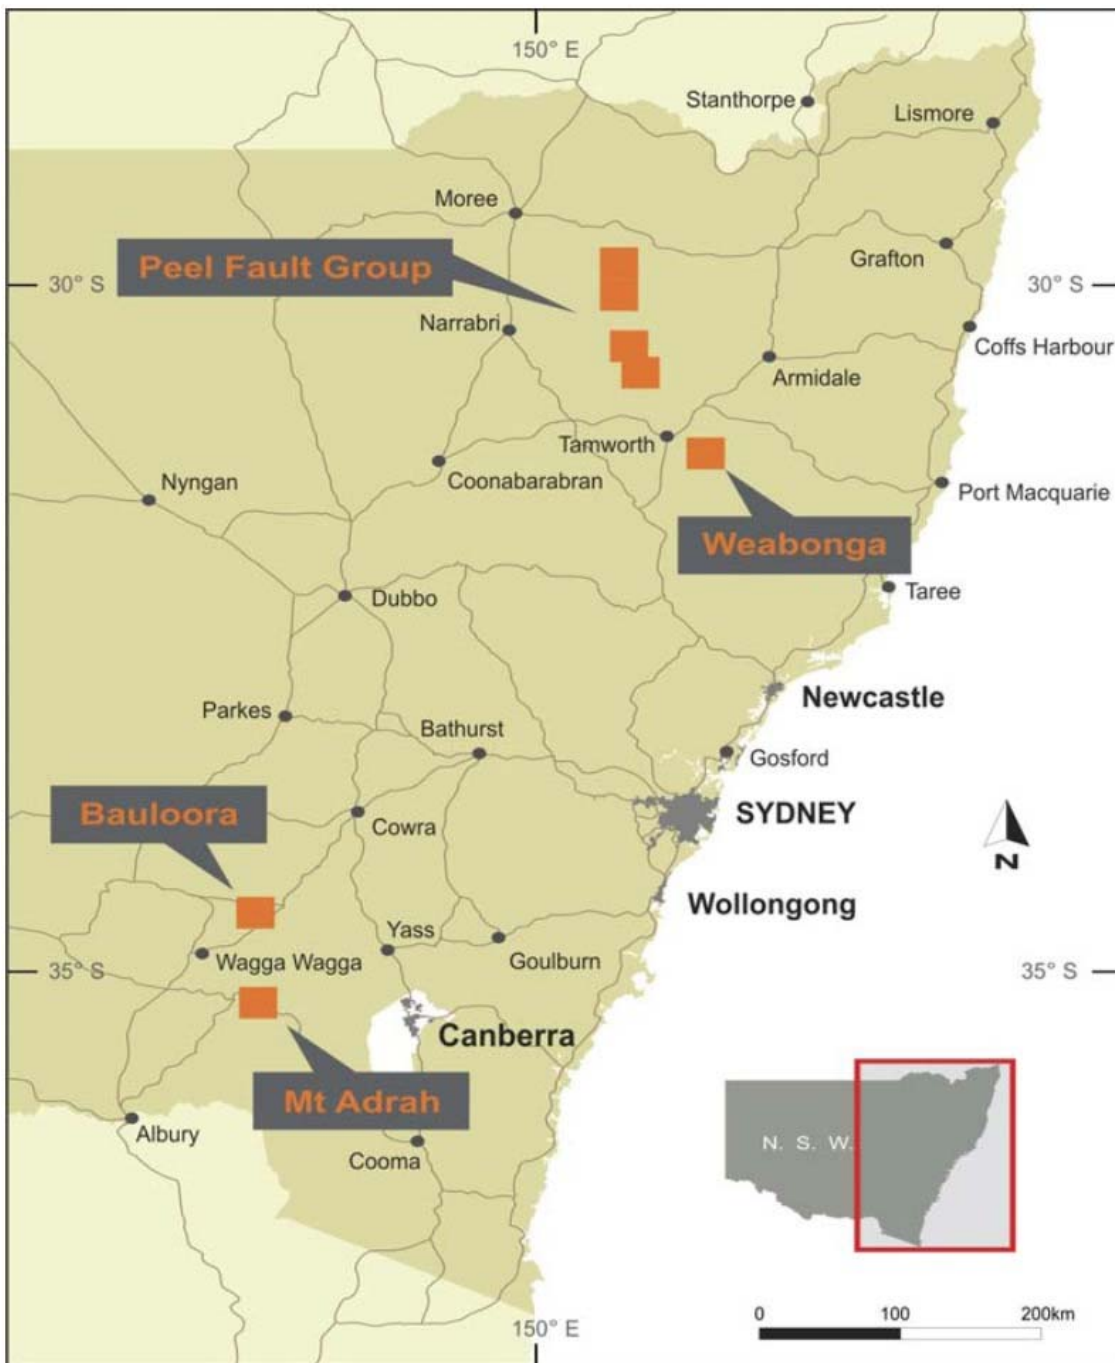 150° E
Stanthorpe
Lismore
Moree
Peel Fault Group
Grafton
30° S
30° S
Narrabri
Coffs Harbour
Armidale
Tamworth
Coonabarabran
Nyngan
Port Macquarie
Weabonga
Dubbo
Taree
Newcastle
Parkes
Bathurst
Gosford
Bauloora
SYDNEY
Cowra
N
Wollongong
Yass
Wagga Wagga
Goulburn
35° S
35° S
Canberra
Mt Adrah
Albury
N. S. W.
Cooma
0 100 200km
150° E